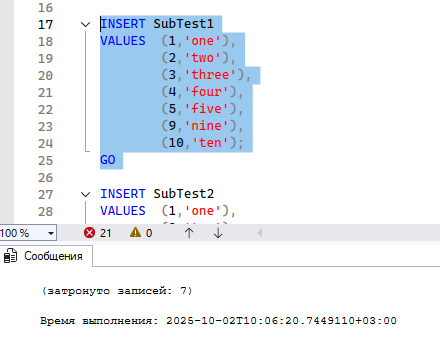 16
17 INSERT SubTest1
18 VALUES (1,'one'),
19 (2,'two'),
20 (3,'three'),
21 (4,'four'),
22 (5,'five'),
23 (9,'nine'),
24 (10,'ten');
25 GO
26
27 INSERT SubTest2
28 VALUES (1,'one'),
100 % 21 0
Сообщения
(затронуто записей: 7)
Время выполнения: 2025-10-02T10:06:20.7449110+03:00